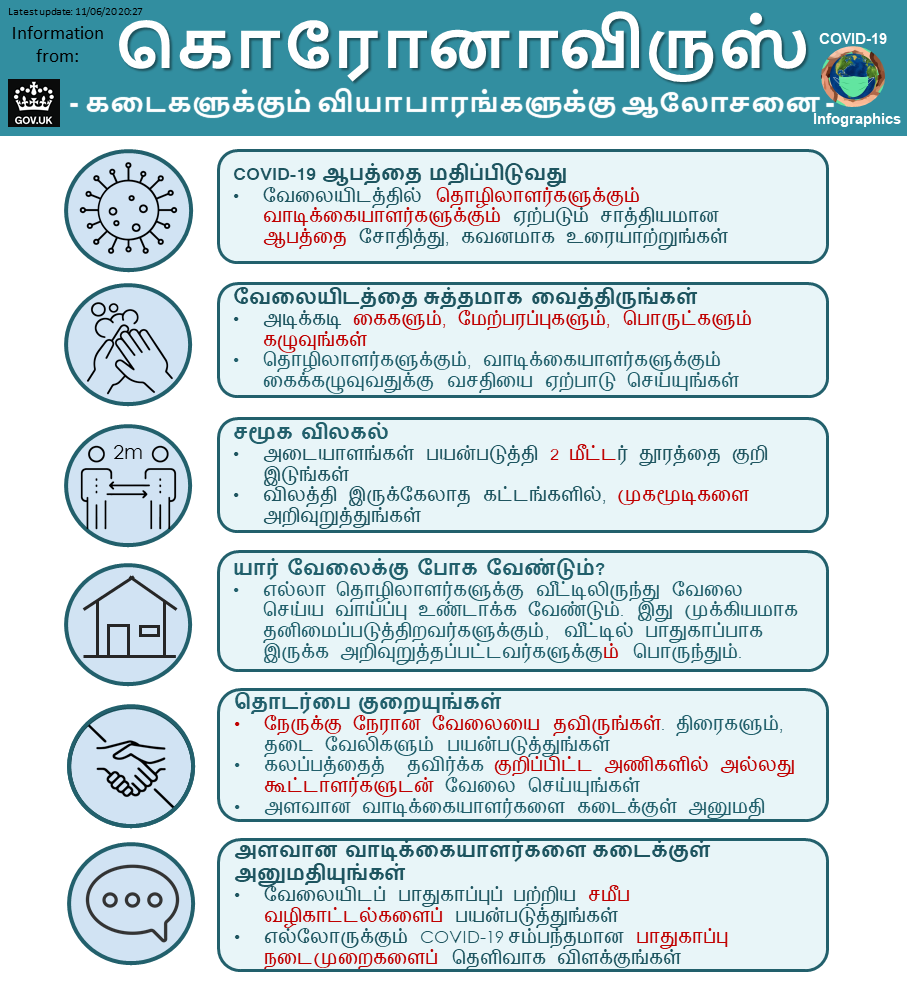 Latest update: 11/06/2020 20:27
Information
from:
GOV.UK
கொரோனாவிருஸ்
- கடைகளுக்கும் வியாபாரங்களுக்கு ஆலோசனை -
COVID-19
Infographics
COVID-19 ஆபத்தை மதிப்பிடுவது
• வேலையிடத்தில் தொழிலாளர்களுக்கும்
வாடிக்கையாளர்களுக்கும் ஏற்படும் சாத்தியமான
ஆபத்தை சோதித்து, கவனமாக உரையாற்றுங்கள்
வேலையிடத்தை சுத்தமாக வைத்திருங்கள்
• அடிக்கடி கைகளும், மேற்பரப்புகளும், பொருட்களும்
கழுவுங்கள்
• தொழிலாளர்களுக்கும், வாடிக்கையாளர்களுக்கும்
கைக்கழுவுவதுக்கு வசதியை ஏற்பாடு செய்யுங்கள்
2m
சமூக விலகல்
• அடையாளங்கள் பயன்படுத்தி 2 மீட்டர் தூரத்தை குறி
இடுங்கள்
• விலத்தி இருக்கேலாத கட்டங்களில், முகமூடிகளை
அறிவுறுத்துங்கள்
யார் வேலைக்கு போக வேண்டும்?
• எல்லா தொழிலாளர்களுக்கு வீட்டிலிருந்து வேலை
செய்ய வாய்ப்பு உண்டாக்க வேண்டும். இது முக்கியமாக
தனிமைப்படுத்திறவர்களுக்கும், வீட்டில் பாதுகாப்பாக
இருக்க அறிவுறுத்தப்பட்டவர்களுக்கும் பொருந்தும்.
தொடர்பை குறையுங்கள்
• நேருக்கு நேரான வேலையை தவிருங்கள். திரைகளும்,
தடை வேலிகளும் பயன்படுத்துங்கள்
• கலப்பத்தைத் தவிர்க்க குறிப்பிட்ட அணிகளில் அல்லது
கூட்டாளர்களுடன் வேலை செய்யுங்கள்
• அளவான வாடிக்கையாளர்களை கடைக்குள் அனுமதி
அளவான வாடிக்கையாளர்களை கடைக்குள்
அனுமதியுங்கள்
• வேலையிடப் பாதுகாப்புப் பற்றிய சமீப
வழிகாட்டல்களைப் பயன்படுத்துங்கள்
• எல்லோருக்கும் COVID-19 சம்பந்தமான பாதுகாப்பு
நடைமுறைகளைப் தெளிவாக விளக்குங்கள்